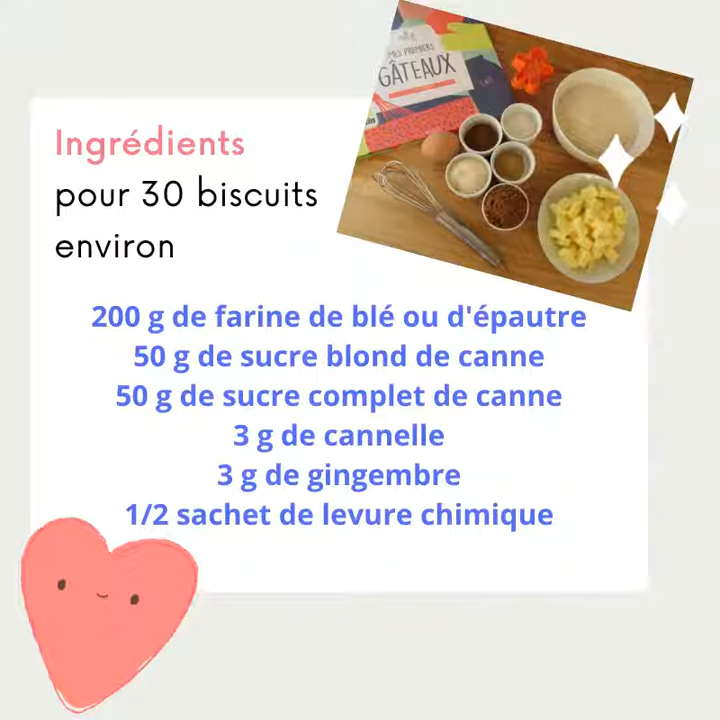 MES PREMIERS
GÂTEAUX
Ingrédients
pour 30 biscuits
environ
200 g de farine de blé ou d'épautre
50 g de sucre blond de canne
50 g de sucre complet de canne
3 g de cannelle
3 g de gingembre
1/2 sachet de levure chimique